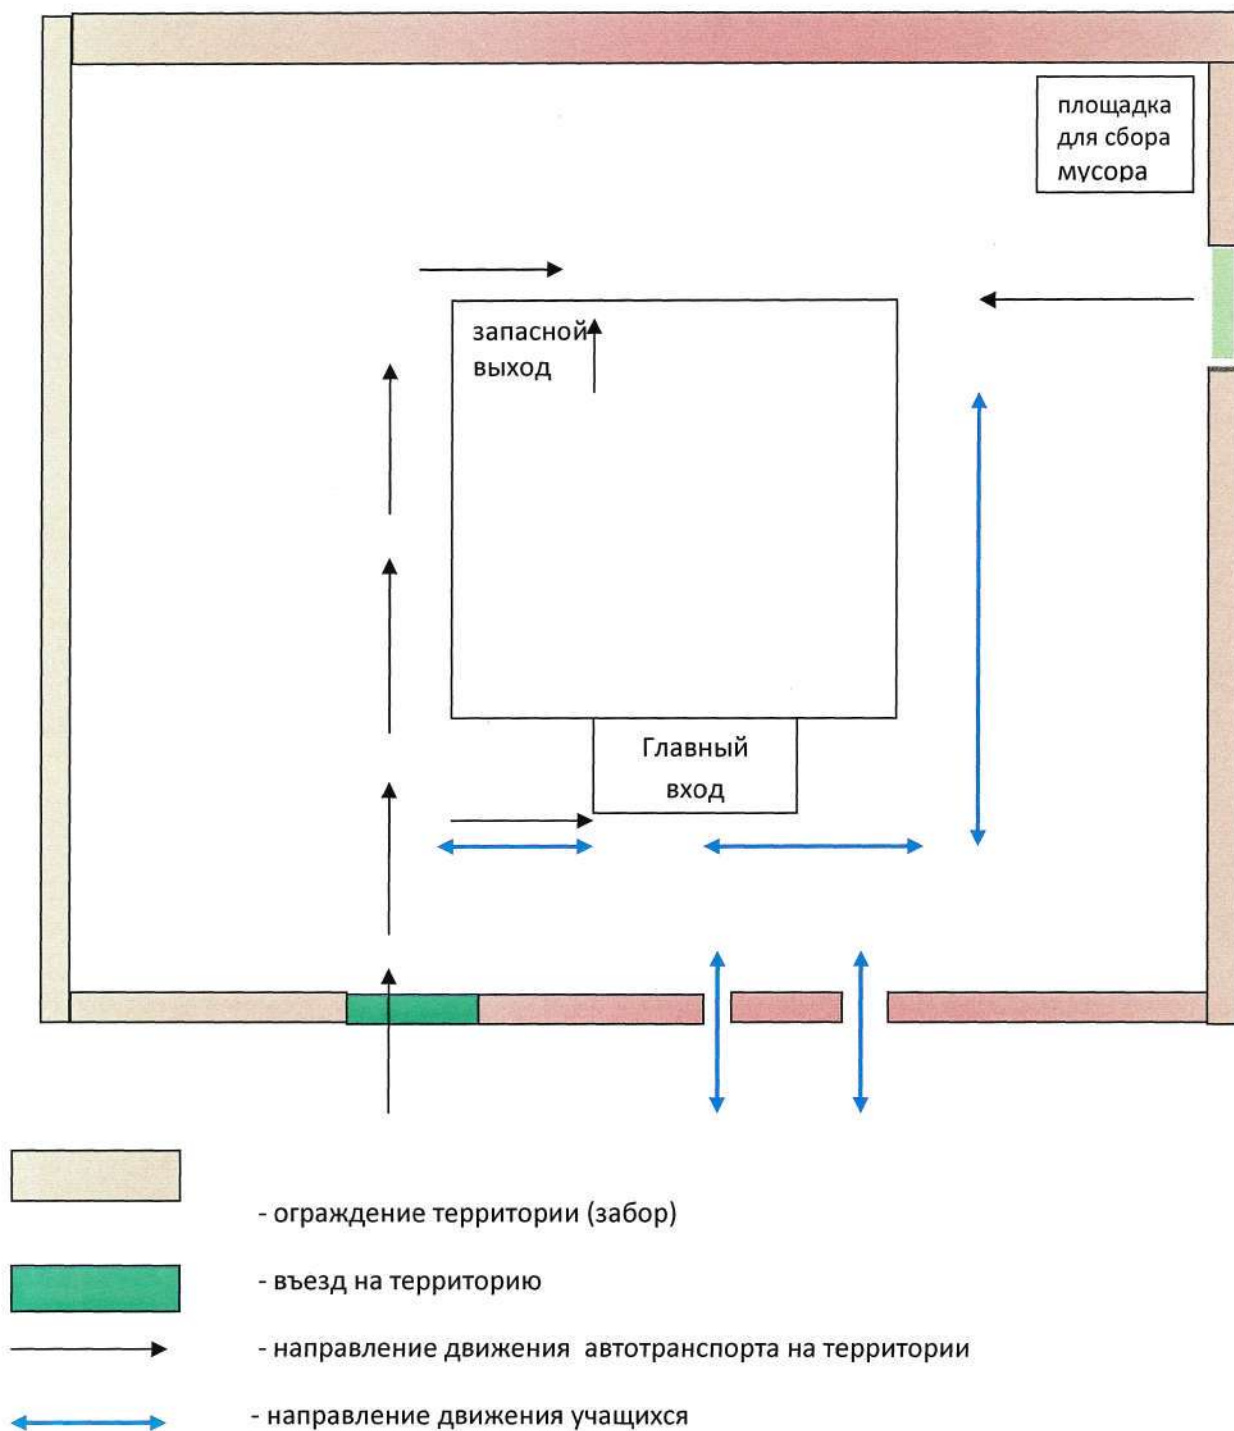 площадка
для сбора
мусора
запасной
выход
Главный
вход
- ограждение территории (забор)
- въезд на территорию
- направление движения автотранспорта на территории
- направление движения учащихся